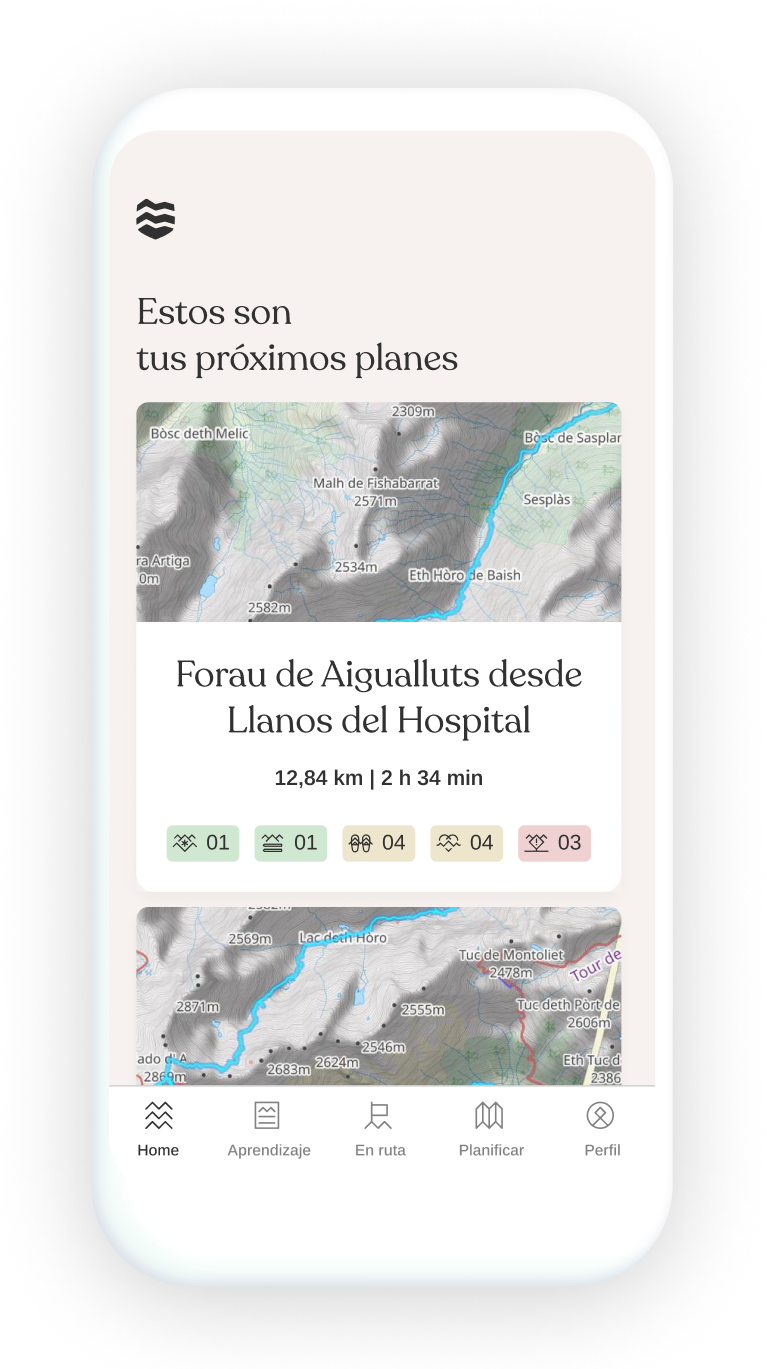 Estos son
tus próximos planes
2309m
Bòsc deth Melic
Bòsc de Sasplan
Malh de Fishabarrat
2571m
Sesplàs
ra Artiga
0m
2534m
Eth Hòro de Baish
2582m
Forau de Aigualluts desde
Llanos del Hospital
12,84 km | 2 h 34 min
01 01 04 04 03
2582m
2569m
Lac deth Hòro
Tuc de Montoliet
2478m
Tour de
2871m
2555m
Tuc deth Pòrt de
2606m
2546m
ado d'A
2624m
2683m
Eth Tuc d
2869m
2386
Home Aprendizaje En ruta Planificar Perfil